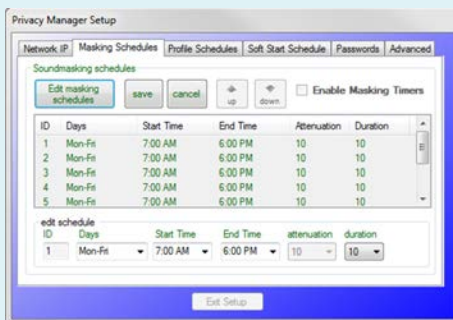 Privacy Manager Setup
Network IP Masking Schedules Profile Schedules Soft Start Schedule Passwords Advanced
Soundmasking schedules
Edit masking schedules save cancel up down Enable Masking Timers
ID Days Start Time End Time Attenuation Duration
1 Mon-Fri 7:00 AM 6:00 PM 10 10
2 Mon-Fri 7:00 AM 6:00 PM 10 10
3 Mon-Fri 7:00 AM 6:00 PM 10 10
4 Mon-Fri 7:00 AM 6:00 PM 10 10
5 Mon-Fri 7:00 AM 6:00 PM 10 10
edit schedule
ID Days Start Time End Time attenuation duration
1 Mon-Fri 7:00 AM 6:00 PM 10 10
Exit Setup